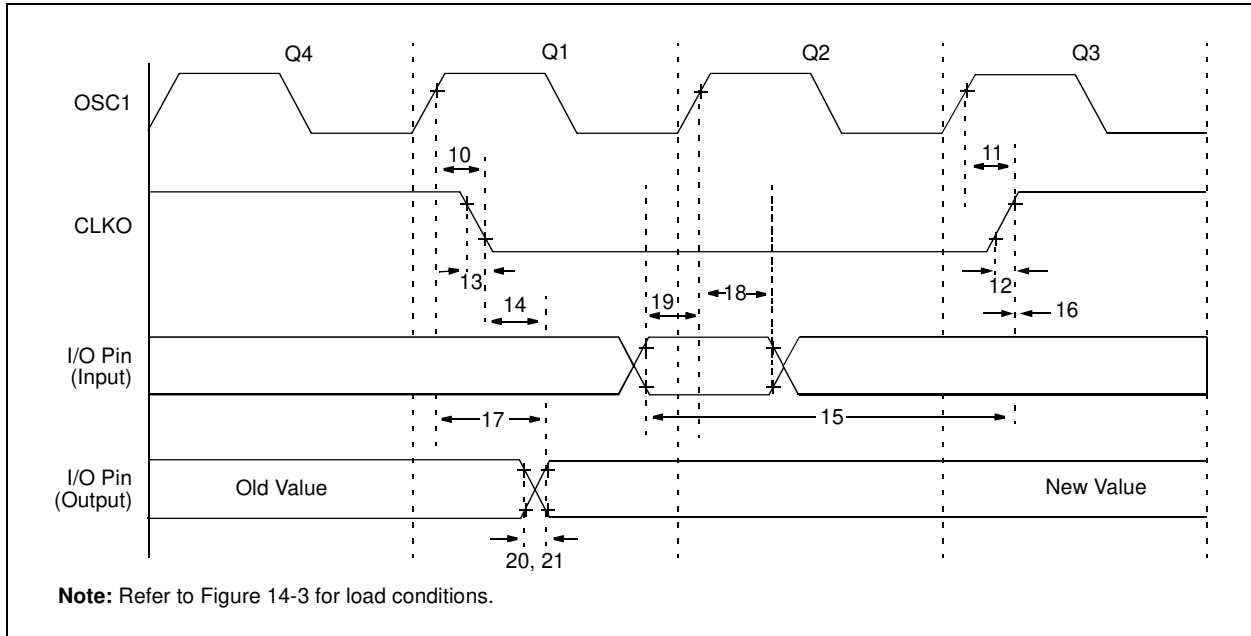 Q4 Q1 Q2 Q3
OSC1
10 11
CLKO
13 12
14 19 18 16
I/O Pin
(Input)
17 15
I/O Pin
(Output)
Old Value New Value
20, 21
Note: Refer to Figure 14-3 for load conditions.